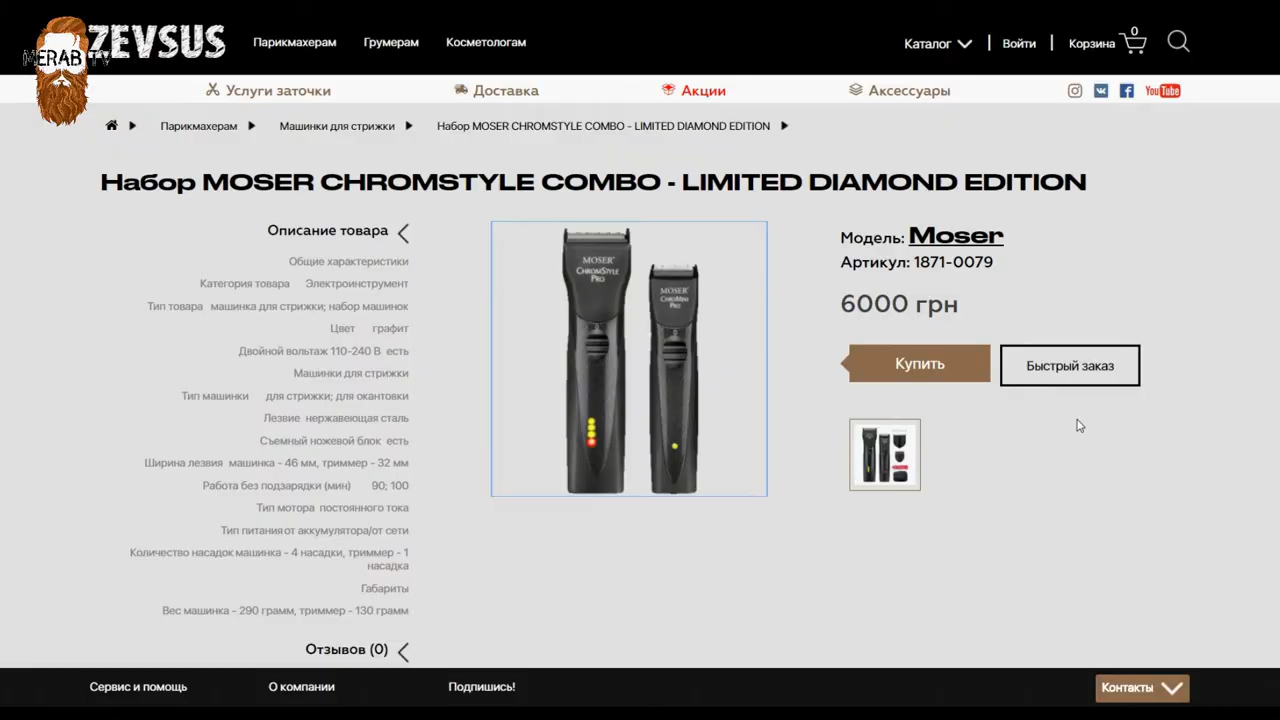 MERAB TV
ZEVSUS
Парикмахерам Грумерам Косметологам
Каталог | Войти | Корзина 0
Услуги заточки Доставка Акции Аксессуары
You Tube
Парикмахерам Машинки для стрижки Набор MOSER CHROMSTYLE COMBO - LIMITED DIAMOND EDITION
Набор MOSER CHROMSTYLE COMBO - LIMITED DIAMOND EDITION
Описание товара
Общие характеристики
Категория товара Электроинструмент
Тип товара машинка для стрижки; набор машинок
Цвет графит
Двойной вольтаж 110-240 В есть
Машинки для стрижки
Тип машинки для стрижки; для окантовки
Лезвие нержавеющая сталь
Съемный ножевой блок есть
Ширина лезвия машинка - 46 мм, триммер - 32 мм
Работа без подзарядки (мин) 90; 100
Тип мотора постоянного тока
Тип питания от аккумулятора/от сети
Количество насадок машинка - 4 насадки, триммер - 1
насадка
Габариты
Вес машинка - 290 грамм, триммер - 130 грамм
Отзывов (0)
MOSER
CHROMSTYLE
PRO
MOSER
CHROMINI
PRO
Модель: Moser
Артикул: 1871-0079
6000 грн
Купить
Быстрый заказ
Сервис и помощь О компании Подпишись!
Контакты